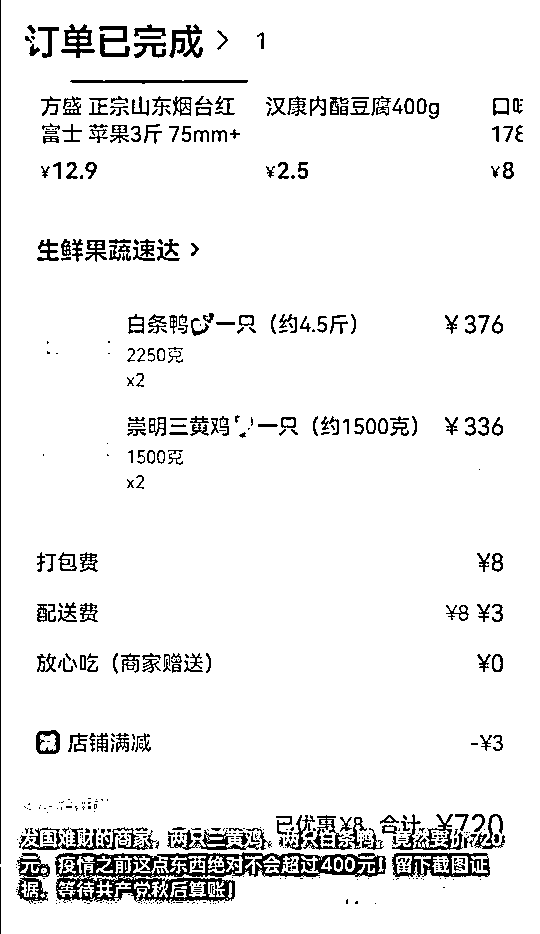 订单已完成 > 1
方盛 正宗山东烟台红 汉康内酯豆腐400g 口味
富士 苹果3斤 75mm+ 178
¥12.9 ¥2.5 ¥8
生鲜果蔬速达 >
白条鸭🦆一只（约4.5斤） ¥376
2250克
x2
崇明三黄鸡 一只（约1500克） ¥336
1500克
x2
打包费 ¥8
配送费 ¥8 ¥3
放心吃（商家赠送） ¥0
减 店铺满减 -¥3
已优惠¥8 合计 ¥720
发国难财的商家，两只三黄鸡，两只白条鸭，竟然要价720
元。疫情之前这点东西绝对不会超过400元！留下截图证
据，等待共产党秋后算账！